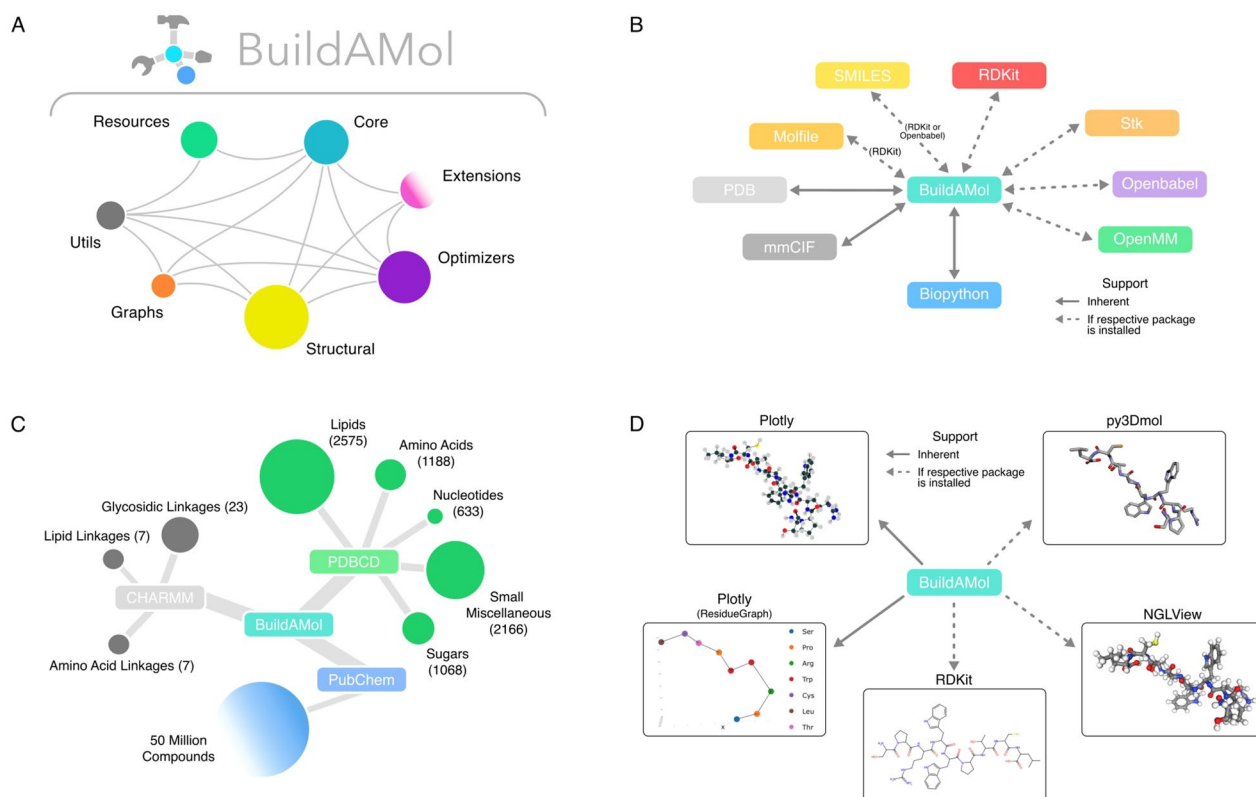 A
BuildAMol
Resources
Core
Extensions
Utils
Optimizers
Graphs
Structural
B
SMILES
RDKit
Molfile
(RDKit or
Openbabel)
(RDKit)
Stk
PDB
BuildAMol
Openbabel
mmCIF
OpenMM
Biopython
Support
Inherent
If respective package
is installed
C
Lipids
(2575)
Amino Acids
(1188)
Nucleotides
(633)
Glycosidic Linkages (23)
Lipid Linkages (7)
PDBCD
CHARMM
BuildAMol
Small
Miscellaneous
(2166)
Amino Acid Linkages (7)
Sugars
(1068)
PubChem
50 Million
Compounds
D
Plotly
Support
Inherent
If respective package
is installed
py3Dmol
BuildAMol
Plotly
(ResidueGraph)
Ser
Pro
Arg
Trp
Cys
Leu
Thr
x
NGLView
RDKit